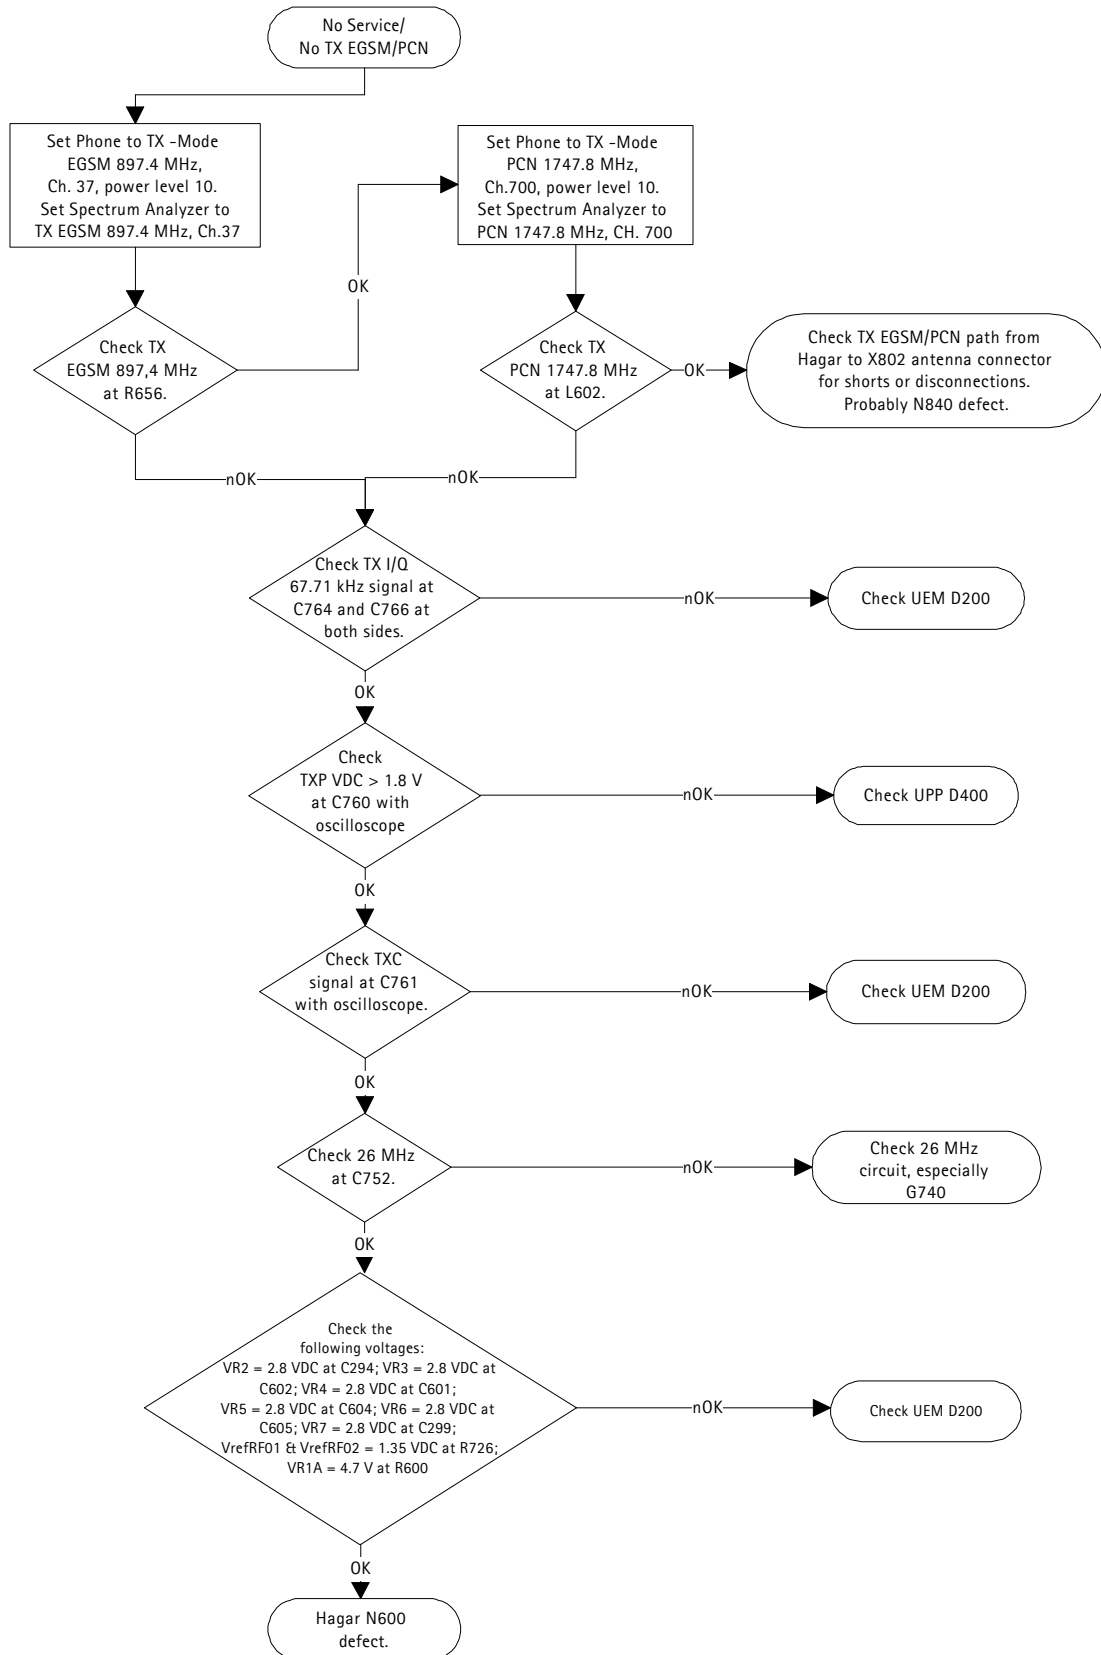 No Service/
No TX EGSM/PCN
Set Phone to TX -Mode
EGSM 897.4 MHz,
Ch. 37, power level 10.
Set Spectrum Analyzer to
TX EGSM 897.4 MHz, Ch.37
Set Phone to TX -Mode
PCN 1747.8 MHz,
Ch.700, power level 10.
Set Spectrum Analyzer to
PCN 1747.8 MHz, CH. 700
OK
Check TX
EGSM 897,4 MHz
at R656.
Check TX
PCN 1747.8 MHz
at L602.
OK
Check TX EGSM/PCN path from
Hagar to X802 antenna connector
for shorts or disconnections.
Probably N840 defect.
nOK
nOK
Check TX I/Q
67.71 kHz signal at
C764 and C766 at
both sides.
nOK
Check UEM D200
OK
Check
TXP VDC > 1.8 V
at C760 with
oscilloscope
nOK
Check UPP D400
OK
Check TXC
signal at C761
with oscilloscope.
nOK
Check UEM D200
OK
Check 26 MHz
at C752.
nOK
Check 26 MHz
circuit, especially
G740
OK
Check the
following voltages:
VR2 = 2.8 VDC at C294; VR3 = 2.8 VDC at
C602; VR4 = 2.8 VDC at C601;
VR5 = 2.8 VDC at C604; VR6 = 2.8 VDC at
C605; VR7 = 2.8 VDC at C299;
VrefRF01 & VrefRF02 = 1.35 VDC at R726;
VR1A = 4.7 V at R600
nOK
Check UEM D200
OK
Hagar N600
defect.